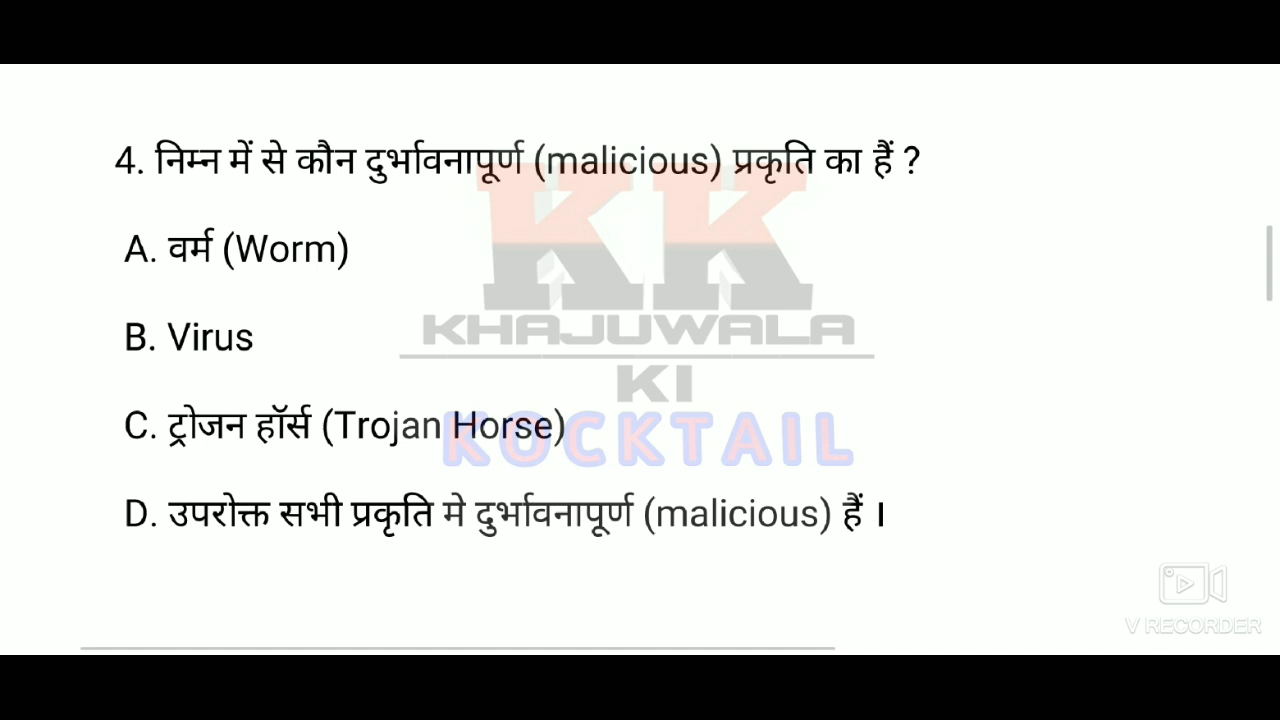 4. निम्न में से कौन दुर्भावनापूर्ण (malicious) प्रकृति का हैं ?
A. वर्म (Worm)
B. Virus
C. ट्रोजन हॉर्स (Trojan Horse)
D. उपरोक्त सभी प्रकृति मे दुर्भावनापूर्ण (malicious) हैं ।
KK
KHAJUWALA
KI
KOCKTAIL
V RECORDER